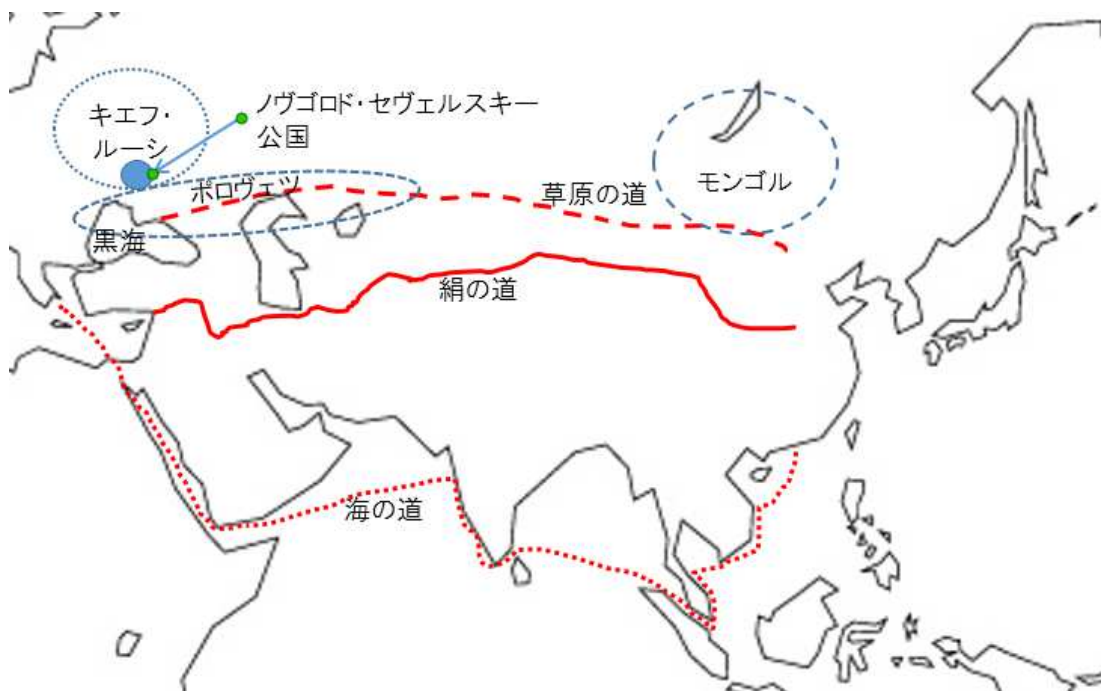 キエフ・
ルーシ
ノヴゴロド・セヴェルスキー
公国
ポロヴェツ
モンゴル
草原の道
黒海
絹の道
海の道